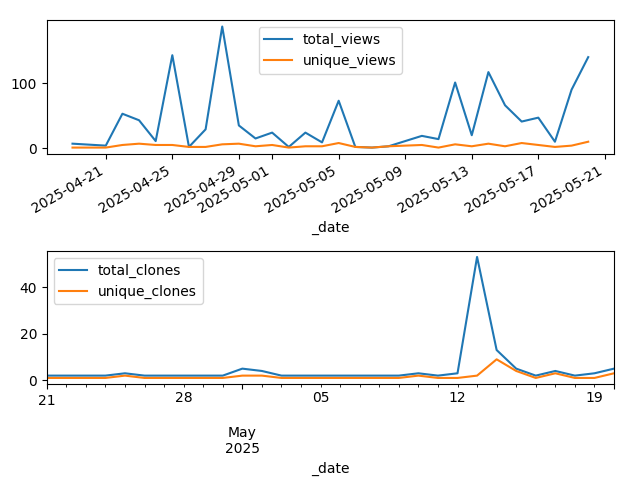 total_views
unique_views
100
0
2025-04-21
2025-04-25
2025-04-29
2025-05-01
2025-05-05
2025-05-09
2025-05-13
2025-05-17
2025-05-21
_date
total_clones
unique_clones
40
20
0
21
28
05
12
19
May
2025
_date